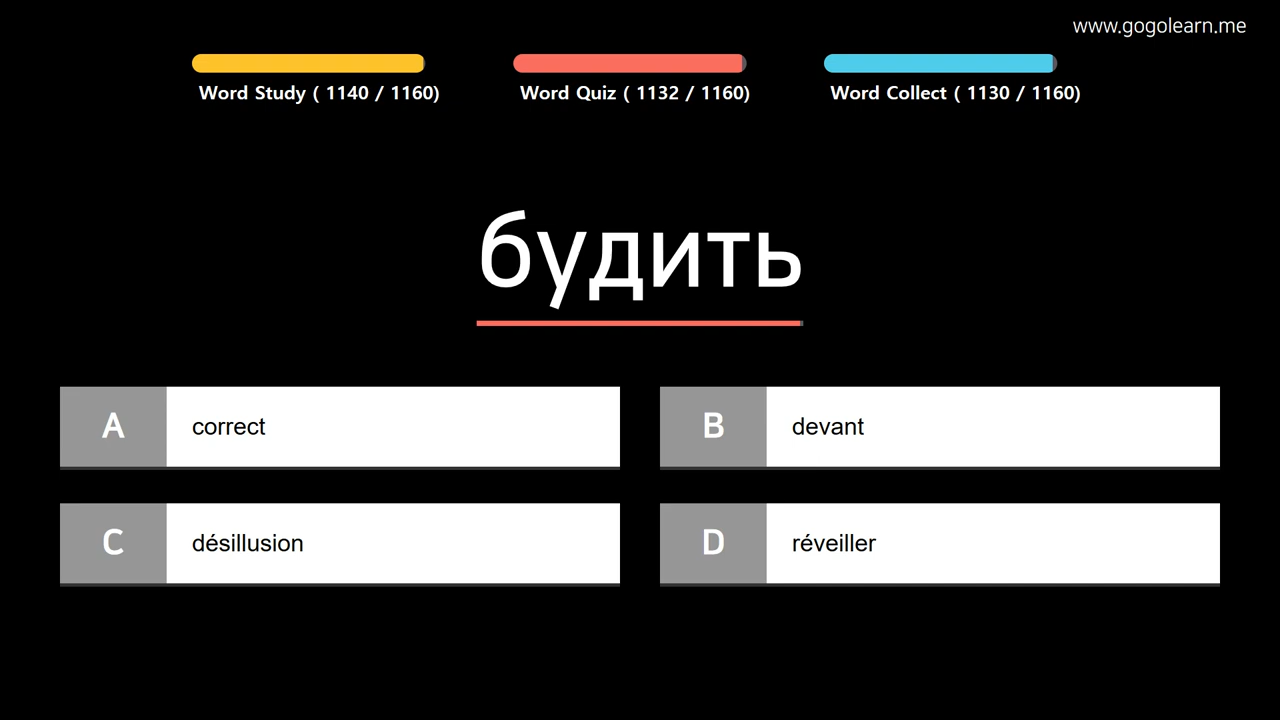 www.gogolearn.me
Word Study ( 1140 / 1160)
Word Quiz ( 1132 / 1160)
Word Collect ( 1130 / 1160)
будить
A correct
B devant
C désillusion
D réveiller